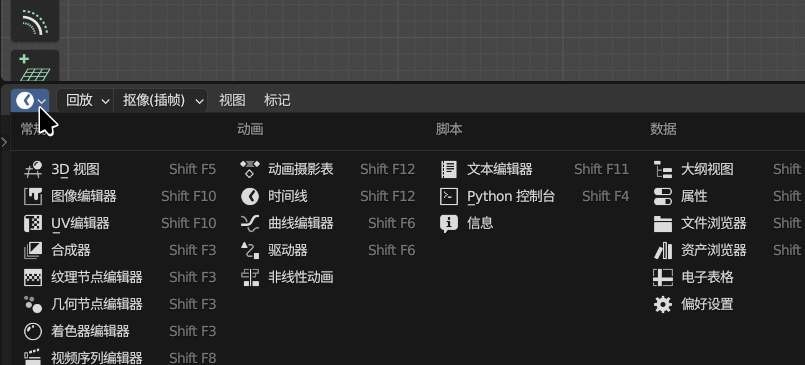 回放 抠像(插帧) 视图 标记
常规 动画 脚本 数据
3D 视图 Shift F5 动画摄影表 Shift F12 文本编辑器 Shift F11 大纲视图 Shift
图像编辑器 Shift F10 时间线 Shift F12 Python 控制台 Shift F4 属性 Shift
UV编辑器 Shift F10 曲线编辑器 Shift F6 信息 文件浏览器 Shift
合成器 Shift F3 驱动器 Shift F6 资产浏览器 Shift
纹理节点编辑器 Shift F3 非线性动画 电子表格
几何节点编辑器 Shift F3 偏好设置
着色器编辑器 Shift F3
视频序列编辑器 Shift F8